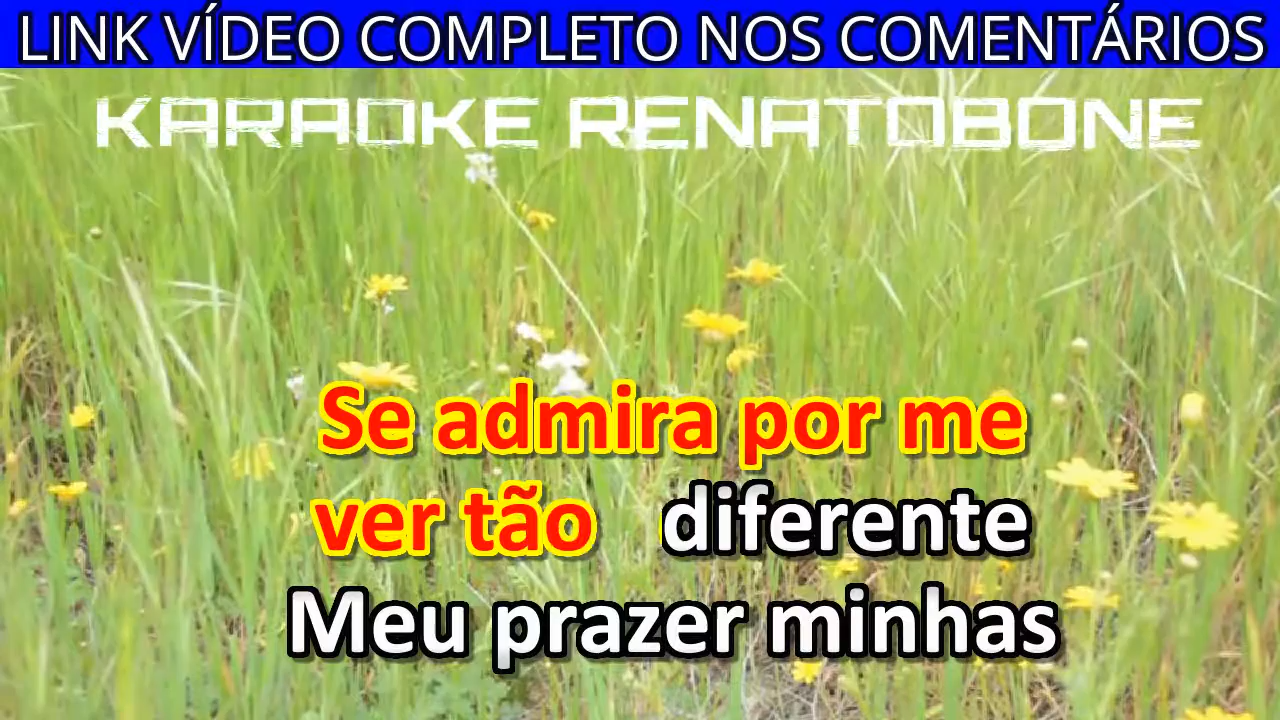 LINK VÍDEO COMPLETO NOS COMENTÁRIOS
KARAOKE RENATOBONE
Se admira por me
ver tão diferente
Meu prazer minhas